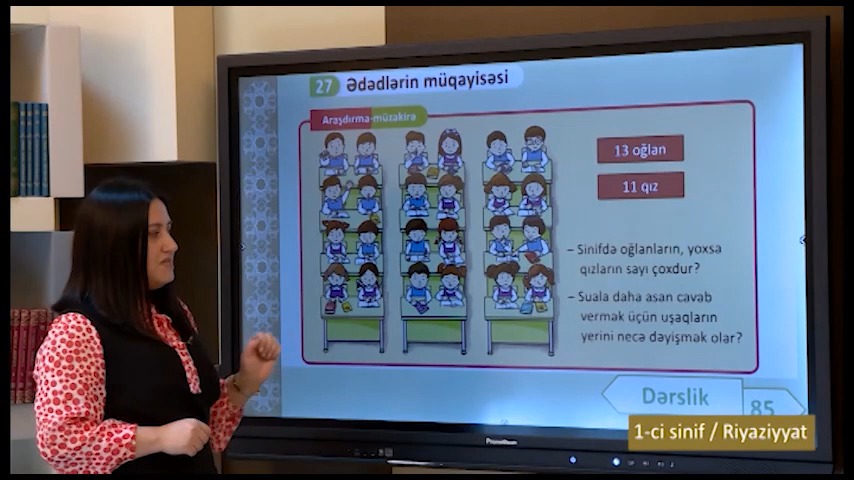 27 Ədədlərin müqayisəsi
Araşdırma-müzakirə
13 oğlan
11 qız
– Sinifdə oğlanların, yoxsa
qızların sayı çoxdur?
– Suala daha asan cavab
vermək üçün uşaqların
yerini necə dəyişmək olar?
Dərslik
85
1-ci sinif / Riyaziyyat
Promethean